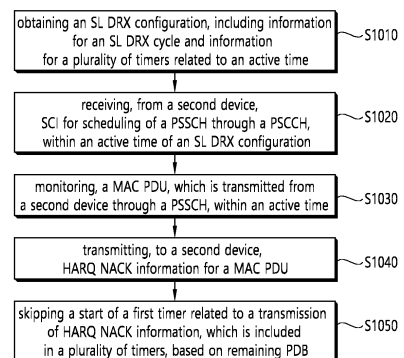 obtaining an SL DRX configuration, including information
for an SL DRX cycle and information
for a plurality of timers related to an active time
S1010
receiving, from a second device,
SCI for scheduling of a PSSCH through a PSCCH,
within an active time of an SL DRX configuration
S1020
monitoring, a MAC PDU, which is transmitted from
a second device through a PSSCH, within an active time
S1030
transmitting, to a second device,
HARQ NACK information for a MAC PDU
S1040
skipping a start of a first timer related to a transmission
of HARQ NACK information, which is included
in a plurality of timers, based on remaining PDB
S1050